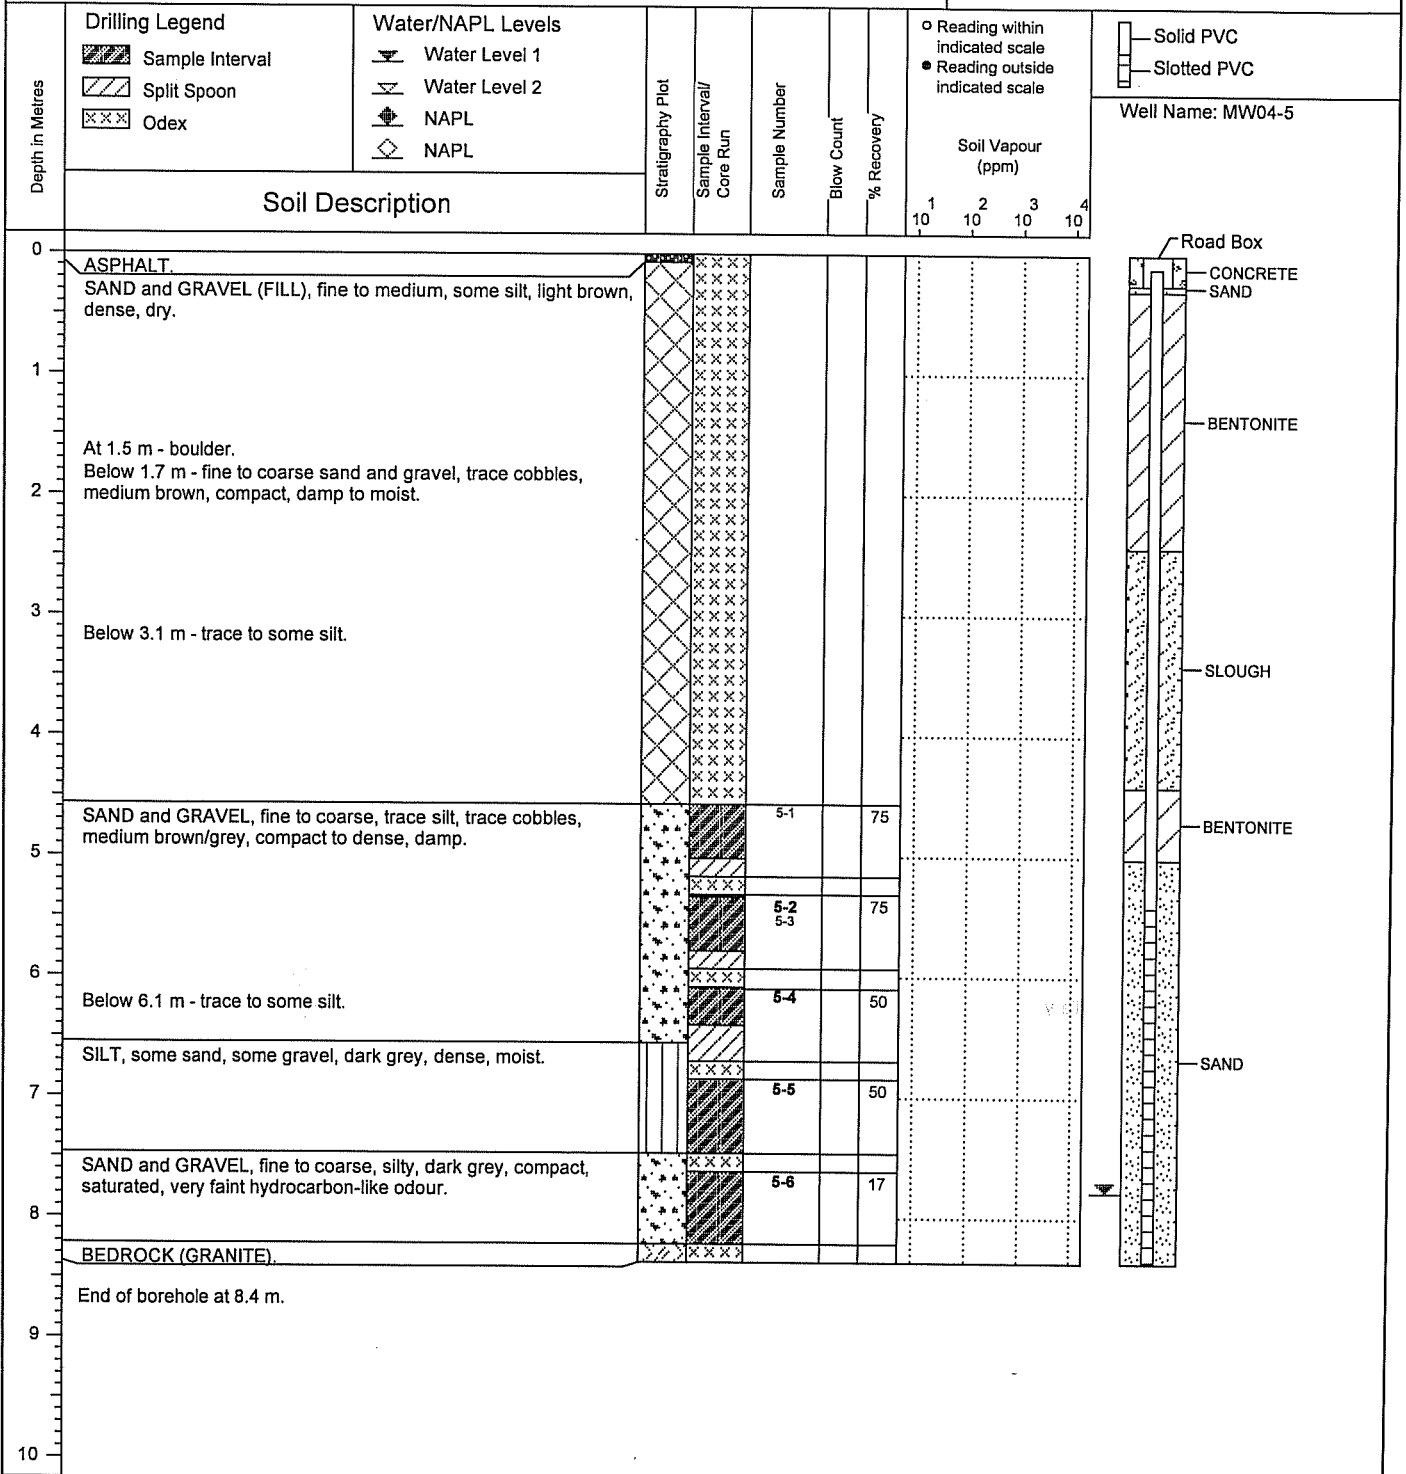 Drilling Legend
Sample Interval
Split Spoon
Odex
Water/NAPL Levels
Water Level 1
Water Level 2
NAPL
NAPL
Depth in Metres
Soil Description
Stratigraphy Plot
Sample Interval/
Core Run
Sample Number
Blow Count
% Recovery
Reading within
indicated scale
Reading outside
indicated scale
Soil Vapour
(ppm)
10 1 10 2 10 3 10 4
Solid PVC
Slotted PVC
Well Name: MW04-5
0
ASPHALT.
SAND and GRAVEL (FILL), fine to medium, some silt, light brown,
dense, dry.
Road Box
CONCRETE
SAND
1
At 1.5 m - boulder.
Below 1.7 m - fine to coarse sand and gravel, trace cobbles,
medium brown, compact, damp to moist.
BENTONITE
2
3
Below 3.1 m - trace to some silt.
SLOUGH
4
SAND and GRAVEL, fine to coarse, trace silt, trace cobbles,
medium brown/grey, compact to dense, damp.
5-1 75
BENTONITE
5
5-2 75
5-3
6
Below 6.1 m - trace to some silt.
5-4 50
SILT, some sand, some gravel, dark grey, dense, moist.
SAND
7
5-5 50
SAND and GRAVEL, fine to coarse, silty, dark grey, compact,
saturated, very faint hydrocarbon-like odour.
5-6 17
8
BEDROCK (GRANITE).
End of borehole at 8.4 m.
9
10